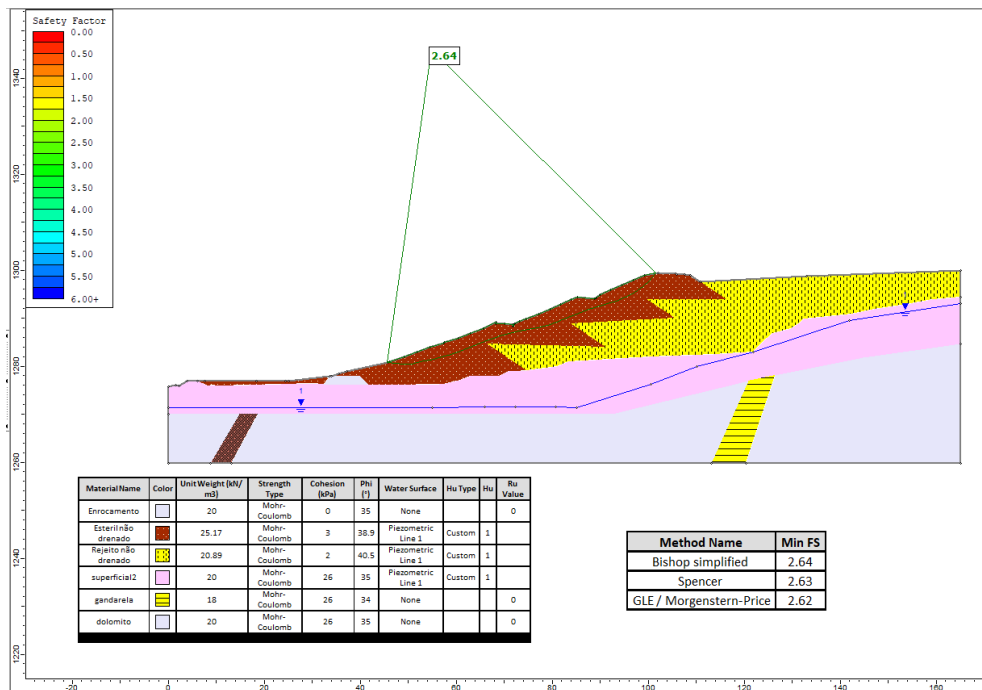 Safety Factor
0.00
0.50
1.00
1.50
2.00
2.50
3.00
3.50
4.00
4.50
5.00
5.50
6.00+
2.64
1340
1320
1300
1280
1260
1240
1220
1
Material Name Color Unit Weight (kN/m3) Strength Type Cohesion (kPa) Phi (°) Water Surface Hu Type Hu Ru Value
Enrocamento 20 Mohr-Coulomb 0 35 None 0
Esteril não drenado 25.17 Mohr-Coulomb 3 38.9 Piezometric Line 1 Custom 1
Rejeito não drenado 20.89 Mohr-Coulomb 2 40.5 Piezometric Line 1 Custom 1
superficial2 20 Mohr-Coulomb 26 35 Piezometric Line 1 Custom 1
gandarela 18 Mohr-Coulomb 26 34 None 0
dolomito 20 Mohr-Coulomb 26 35 None 0
Method Name Min FS
Bishop simplified 2.64
Spencer 2.63
GLE / Morgenstern-Price 2.62
-20 0 20 40 60 80 100 120 140 160